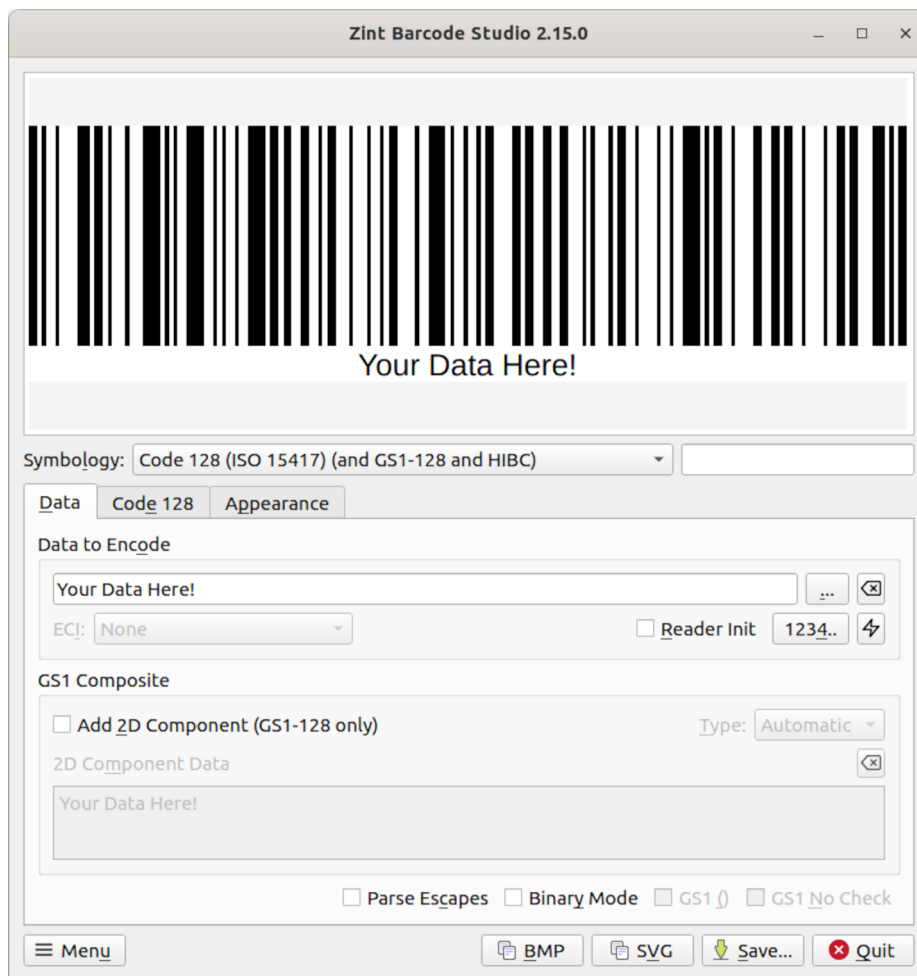 Zint Barcode Studio 2.15.0
Your Data Here!
Symbology: Code 128 (ISO 15417) (and GS1-128 and HIBC)
Data Code 128 Appearance
Data to Encode
Your Data Here! ...
ECI: None Reader Init 1234..
GS1 Composite
Add 2D Component (GS1-128 only) Type: Automatic
2D Component Data
Your Data Here!
Parse Escapes Binary Mode GS1 () GS1 No Check
Menu BMP SVG Save... Quit